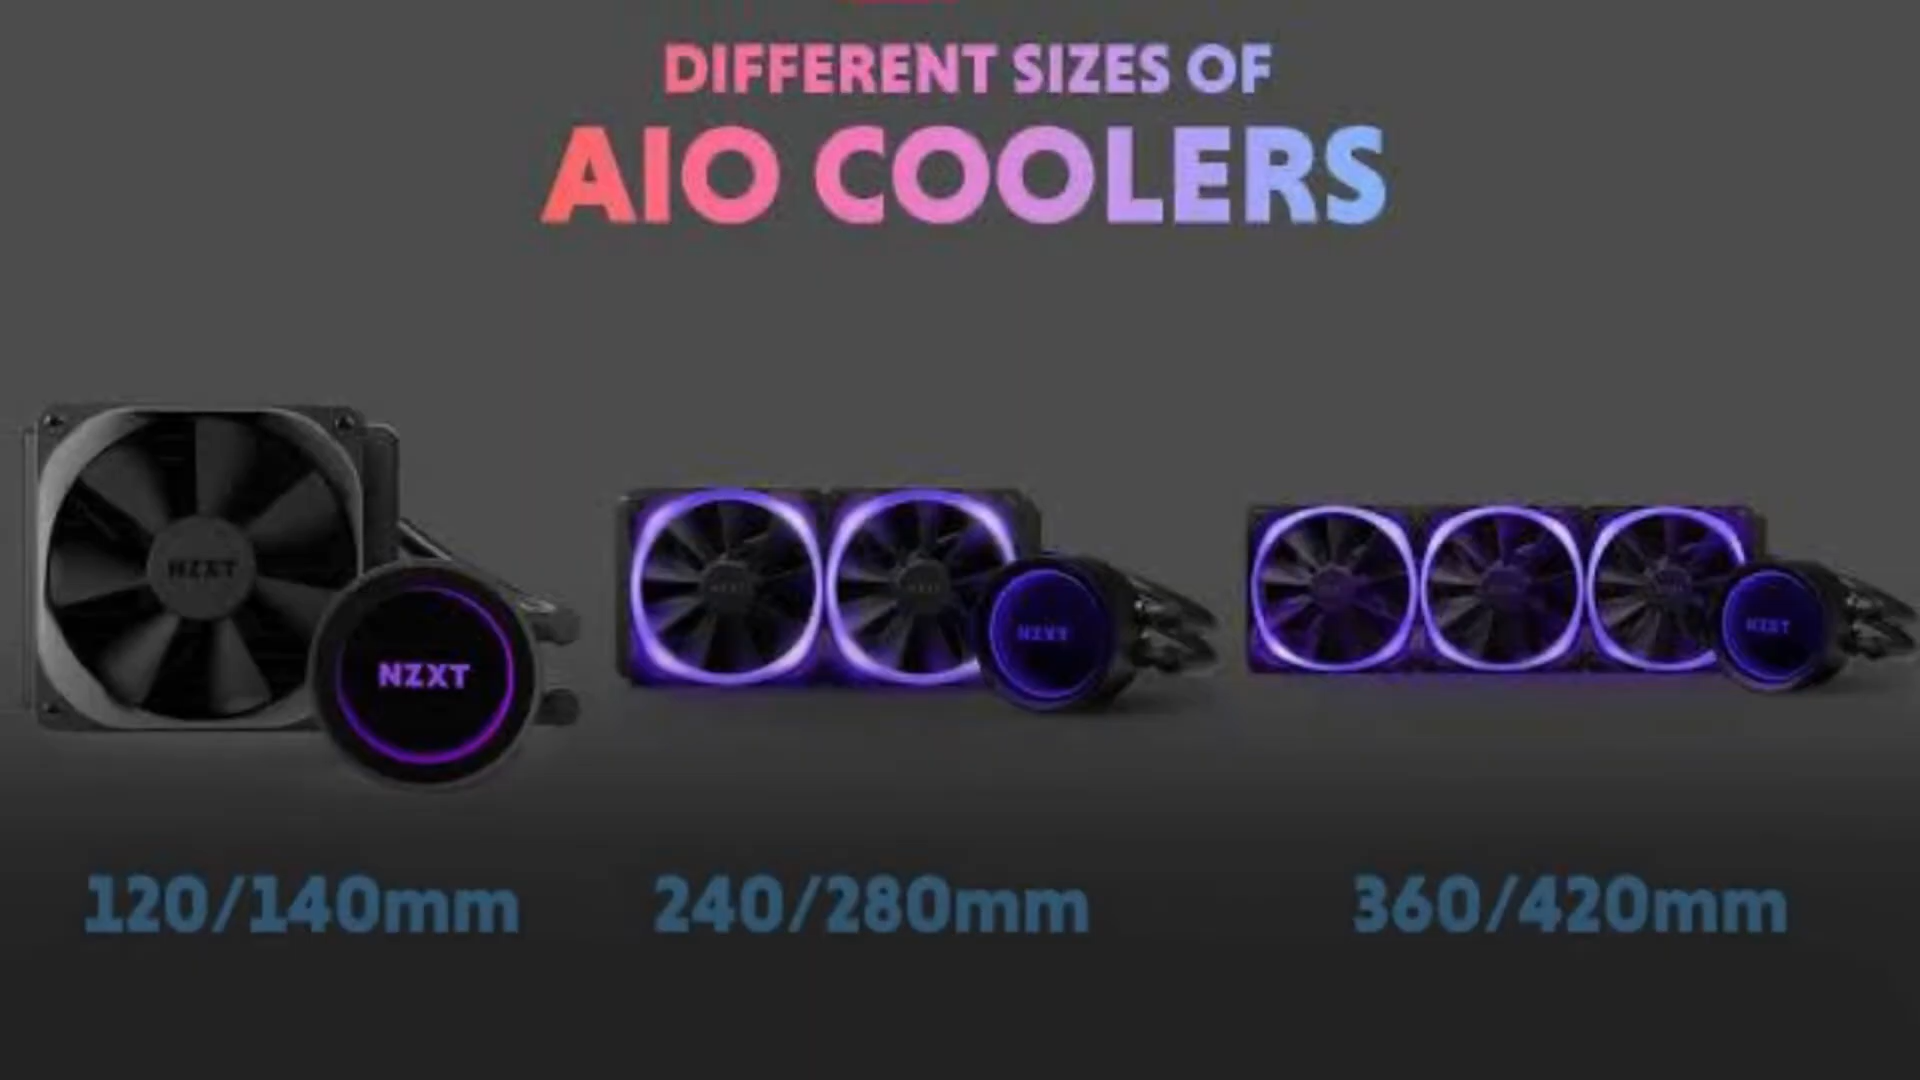 DIFFERENT SIZES OF
AIO COOLERS
NZXT
NZXT
NZXT
NZXT
120/140mm 240/280mm 360/420mm